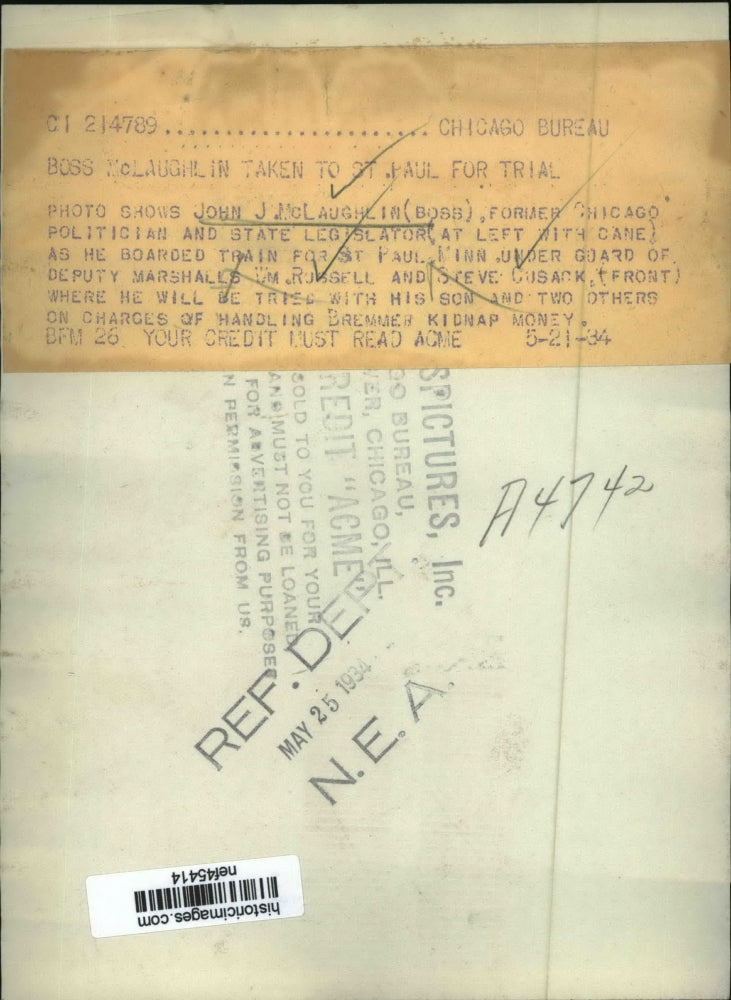 CI 214789........................ CHICAGO BUREAU
BOSS McLAUGHLIN TAKEN TO ST.PAUL FOR TRIAL
PHOTO SHOWS JOHN J.McLAUGHLIN(BOSS),FORMER CHICAGO
POLITICIAN AND STATE LEGISLATOR(AT LEFT WITH CANE)
AS HE BOARDED TRAIN FOR ST PAUL,MINN.UNDER GUARD OF
DEPUTY MARSHALLS WM.RUSSELL AND STEVE CUSACK,(FRONT)
WHERE HE WILL BE TRIED WITH HIS SON AND TWO OTHERS
ON CHARGES OF HANDLING BREMMER KIDNAP MONEY.
BFM 26 YOUR CREDIT MUST READ ACME 5-21-34
SPICTURES, Inc.
GO BUREAU,
VER, CHICAGO, ILL.
REDIT "ACME"
SOLD TO YOU FOR YOUR
AND MUST NOT BE LOANED
FOR ADVERTISING PURPOSES
N PERMISSION FROM US.
A4742
REF. DEPT
MAY 25 1934
N. E. A.
historicimages.com
nef45414